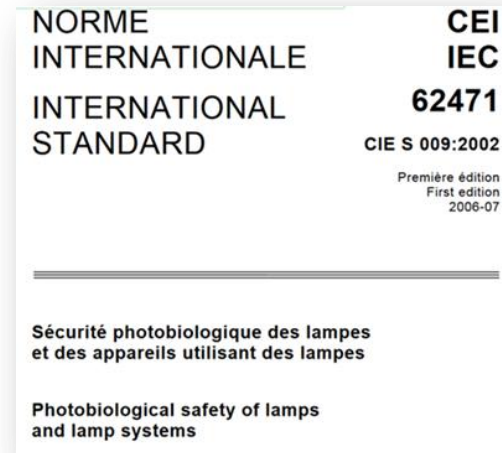 NORME
INTERNATIONALE
CEI
IEC
INTERNATIONAL
STANDARD
62471
CIE S 009:2002
Première édition
First edition
2006-07
Sécurité photobiologique des lampes
et des appareils utilisant des lampes
Photobiological safety of lamps
and lamp systems